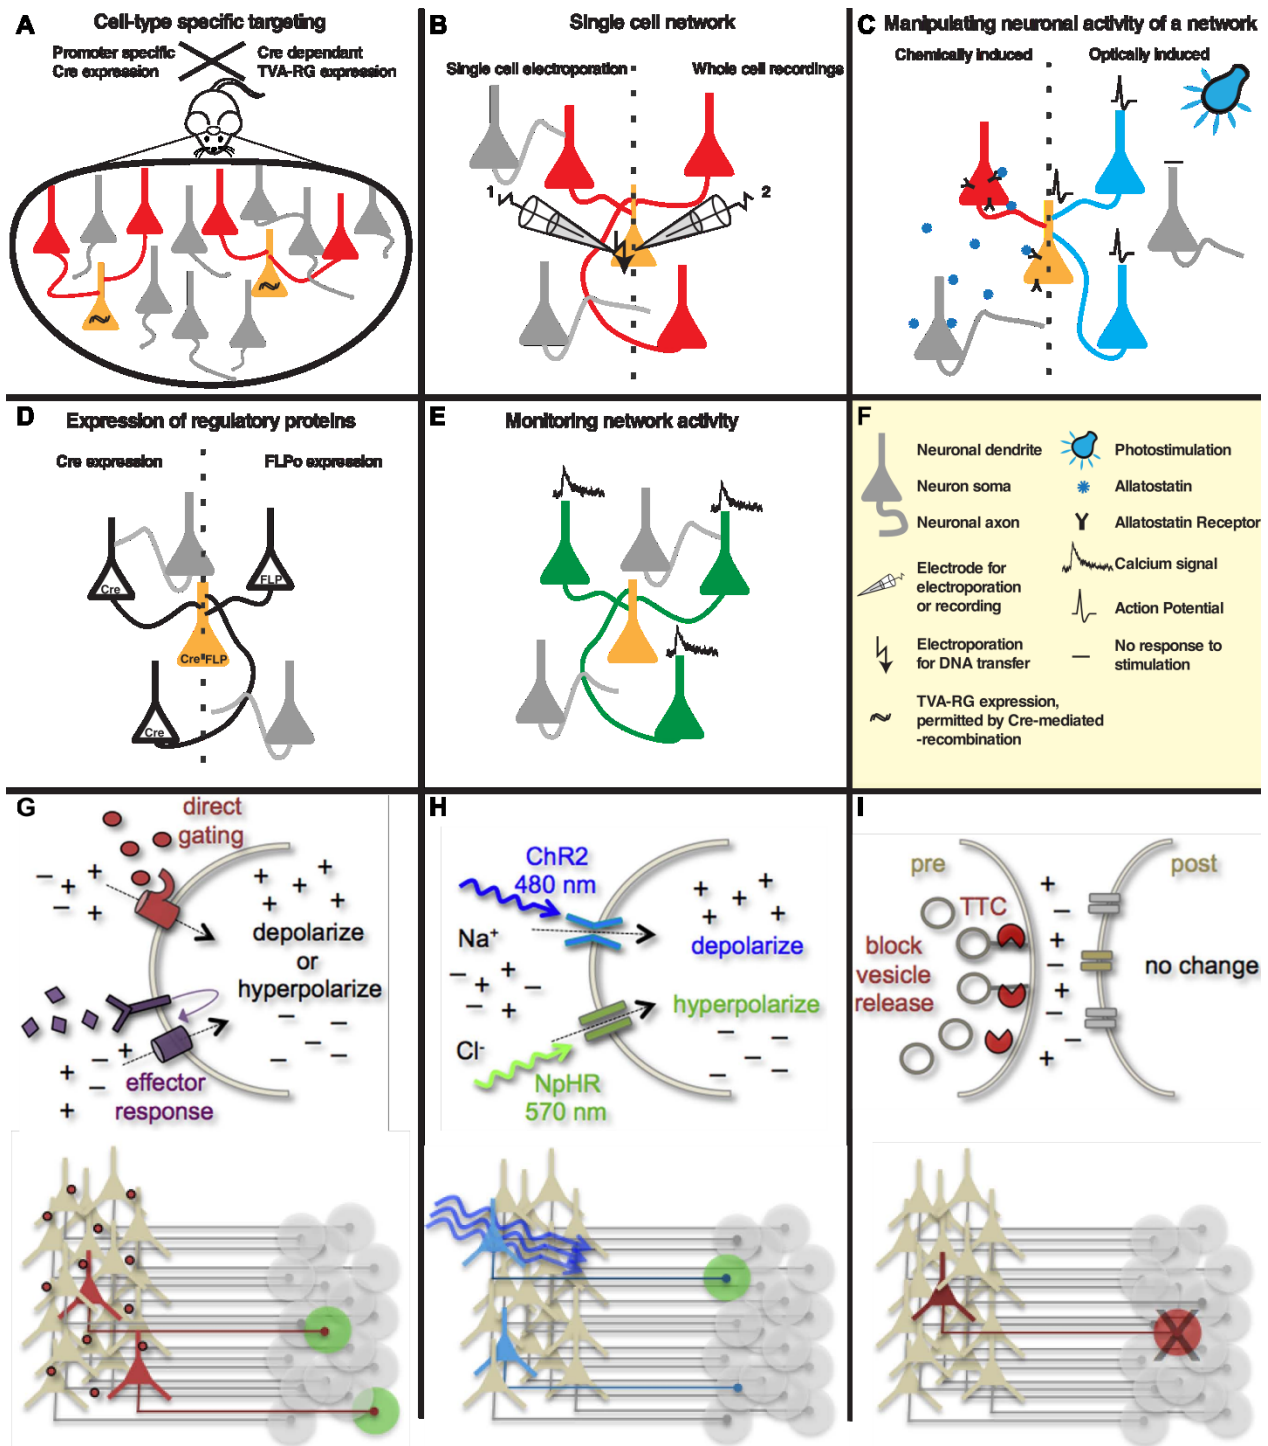 A
Cell-type specific targeting
Promoter specific
Cre expression
Cre dependant
TVA-RG expression
B
Single cell network
Single cell electroporation
Whole cell recordings
1
2
C
Manipulating neuronal activity of a network
Chemically induced
Optically induced
D
Expression of regulatory proteins
Cre expression
FLPo expression
Cre
FLP
Cre FLP
Cre
E
Monitoring network activity
F
Neuronal dendrite
Neuron soma
Neuronal axon
Electrode for
electroporation
or recording
Electroporation
for DNA transfer
TVA-RG expression,
permitted by Cre-mediated
-recombination
Photostimulation
Allatostatin
Allatostatin Receptor
Calcium signal
Action Potential
No response to
stimulation
G
direct
gating
depolarize
or
hyperpolarize
effector
response
H
ChR2
480 nm
Na+
depolarize
hyperpolarize
Cl-
NpHR
570 nm
I
pre
post
TTC
block
vesicle
release
no change